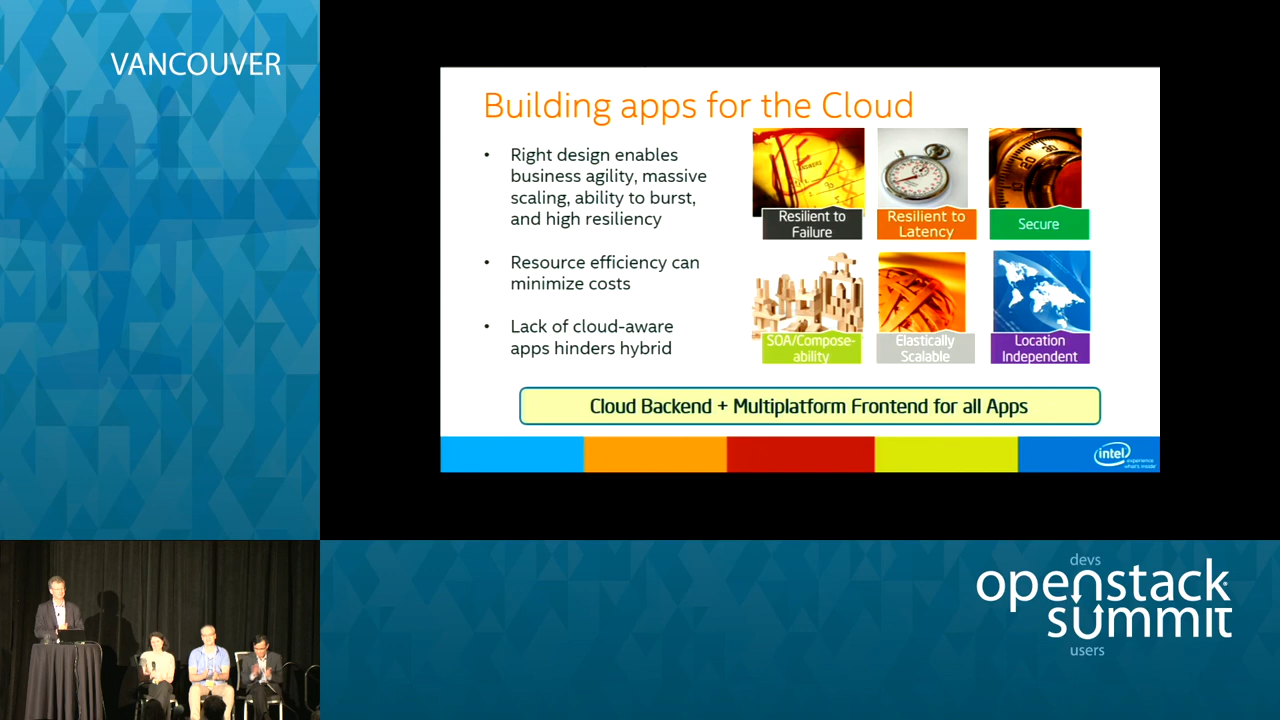 VANCOUVER
Building apps for the Cloud
• Right design enables
business agility, massive
scaling, ability to burst,
and high resiliency
• Resource efficiency can
minimize costs
• Lack of cloud-aware
apps hinders hybrid
Resilient to
Failure
Resilient to
Latency
Secure
SOA/Compose-
ability
Elastically
Scalable
Location
Independent
Cloud Backend + Multiplatform Frontend for all Apps
intel
experience
what's inside
devs
openstack
summit
users